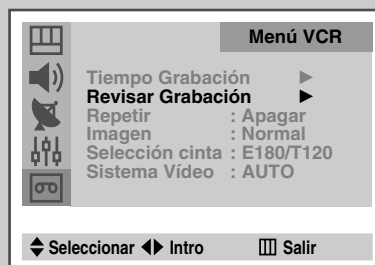 Menú VCR
Tiempo Grabación ►
Revisar Grabación ►
Repetir : Apagar
Imagen : Normal
Selección cinta : E180/T120
Sistema Vídeo : AUTO
Seleccionar Intro Salir